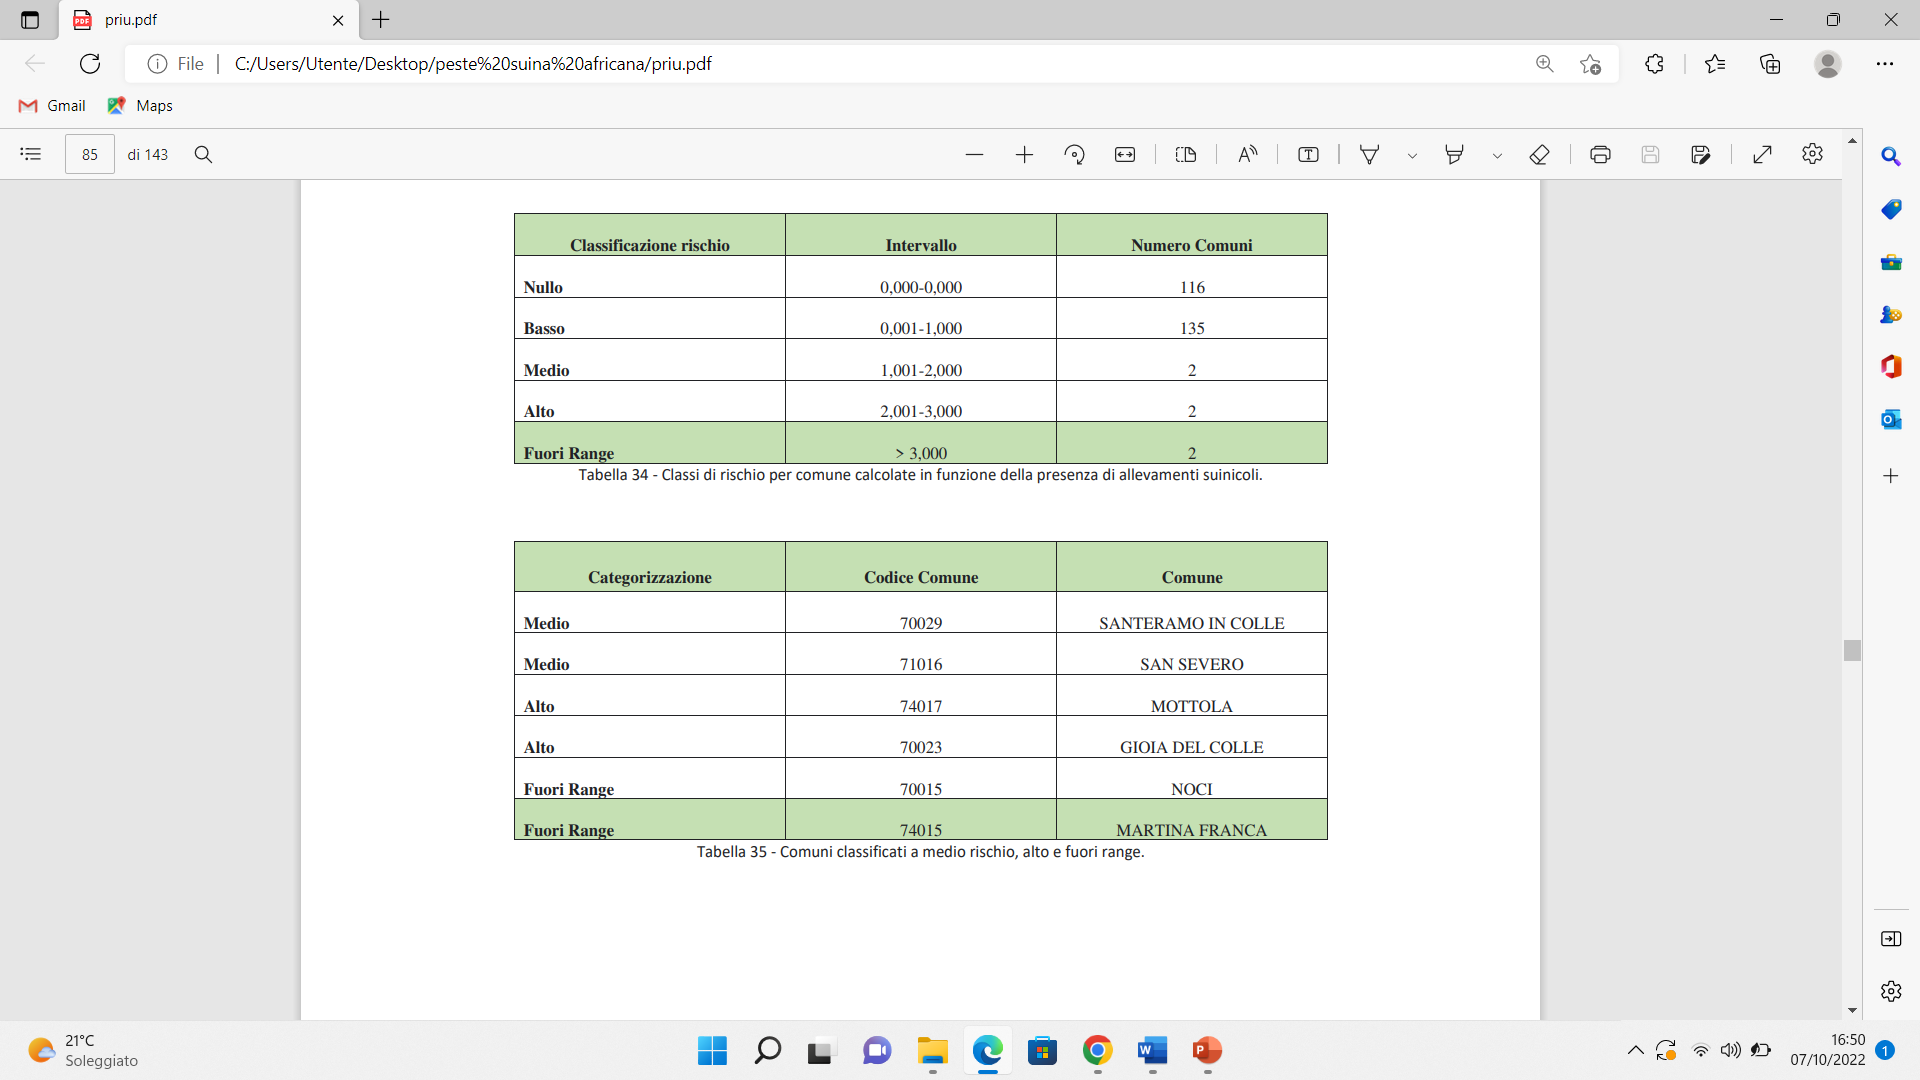 priu.pdf
File
C:/Users/Utente/Desktop/peste%20suina%20africana/priu.pdf
Gmail Maps
85 di 143
Classificazione rischio Intervallo Numero Comuni
Nullo 0,000-0,000 116
Basso 0,001-1,000 135
Medio 1,001-2,000 2
Alto 2,001-3,000 2
Fuori Range > 3,000 2
Tabella 34 - Classi di rischio per comune calcolate in funzione della presenza di allevamenti suinicoli.
Categorizzazione Codice Comune Comune
Medio 70029 SANTERAMO IN COLLE
Medio 71016 SAN SEVERO
Alto 74017 MOTTOLA
Alto 70023 GIOIA DEL COLLE
Fuori Range 70015 NOCI
Fuori Range 74015 MARTINA FRANCA
Tabella 35 - Comuni classificati a medio rischio, alto e fuori range.
21°C
Soleggiato
16:50
07/10/2022
1